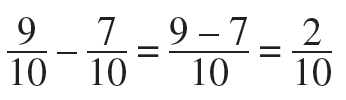 9/10 − 7/10 = (9 − 7)/10 = 2/10